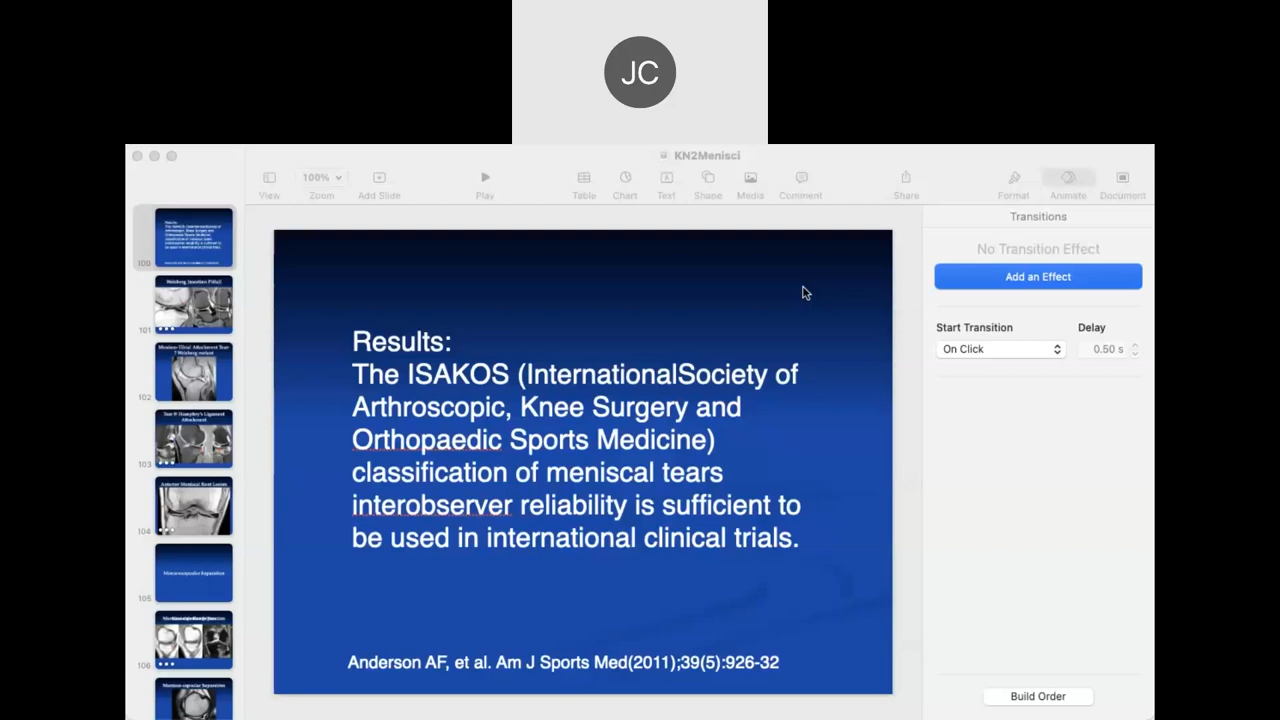 JC
KN2Menisci
100%
View
Zoom
Add Slide
Play
Table
Chart
Text
Shape
Media
Comment
Share
Format
Animate
Document
Transitions
No Transition Effect
Add an Effect
Start Transition
Delay
On Click
0.50 s
Build Order
Results:
The ISAKOS (InternationalSociety of
Arthroscopic, Knee Surgery and
Orthopaedic Sports Medicine)
classification of meniscal tears
interobserver reliability is sufficient to
be used in international clinical trials.
Anderson AF, et al. Am J Sports Med(2011);39(5):926-32
100
101
102
103
Anterior Meniscal Root Lesion
104
105
106